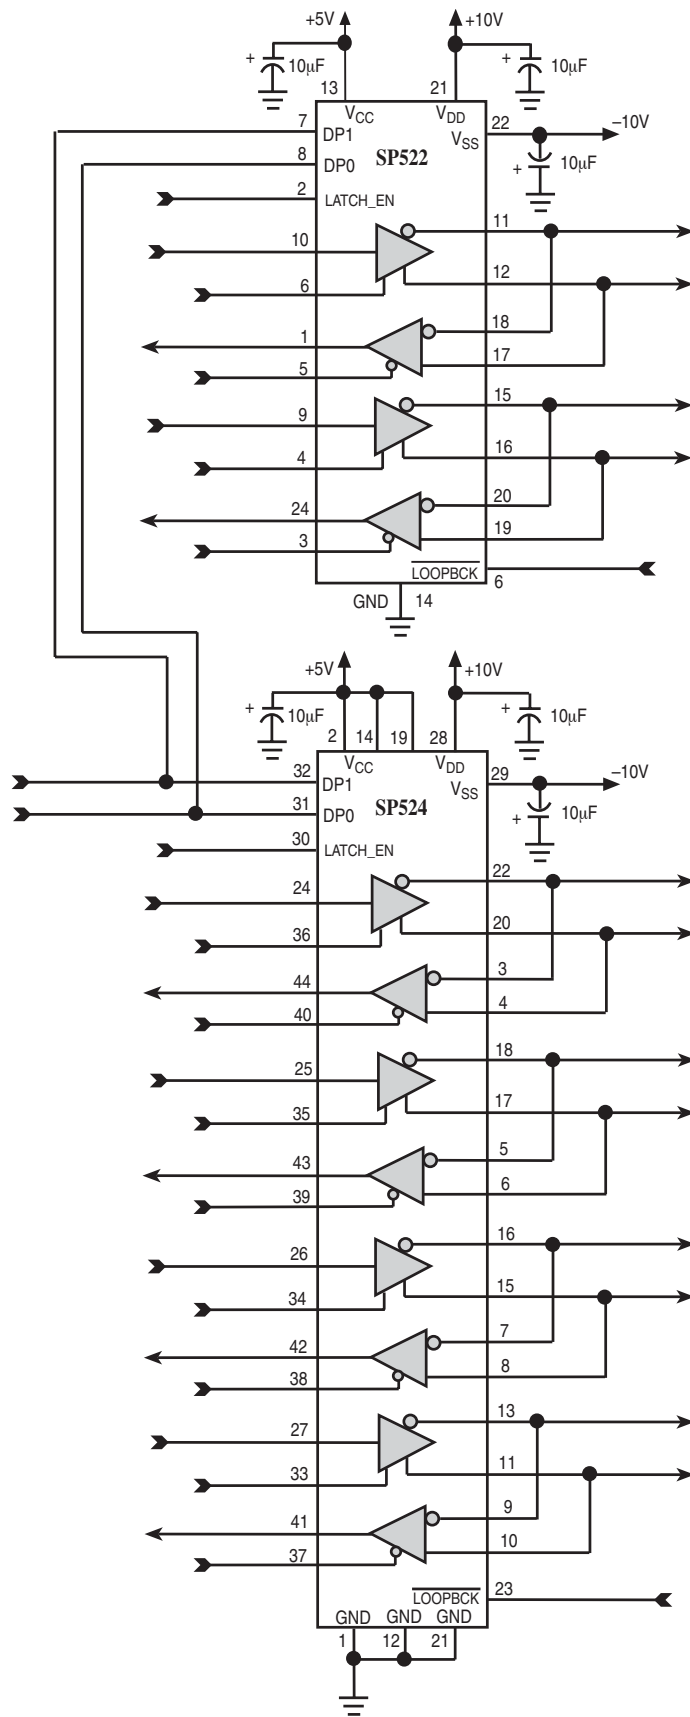 +5V +10V
+ 10µF + 10µF
13 21
7 VCC VDD 22 –10V
DP1 VSS
8 SP522 + 10µF
DP0
2
LATCH_EN
11
10
12
6
18
1
17
5
15
9
16
4
20
24
19
3
LOOPBCK
6
GND 14
+5V +10V
+ 10µF + 10µF
2 14 19 28
32 VCC VDD 29 –10V
DP1 VSS
31 SP524 + 10µF
DP0
30
LATCH_EN
22
24
20
36
3
44
4
40
18
25
17
35
5
43
6
39
16
26
15
34
7
42
8
38
13
27
11
33
9
41
10
37
LOOPBCK 23
GND GND GND
1 12 21